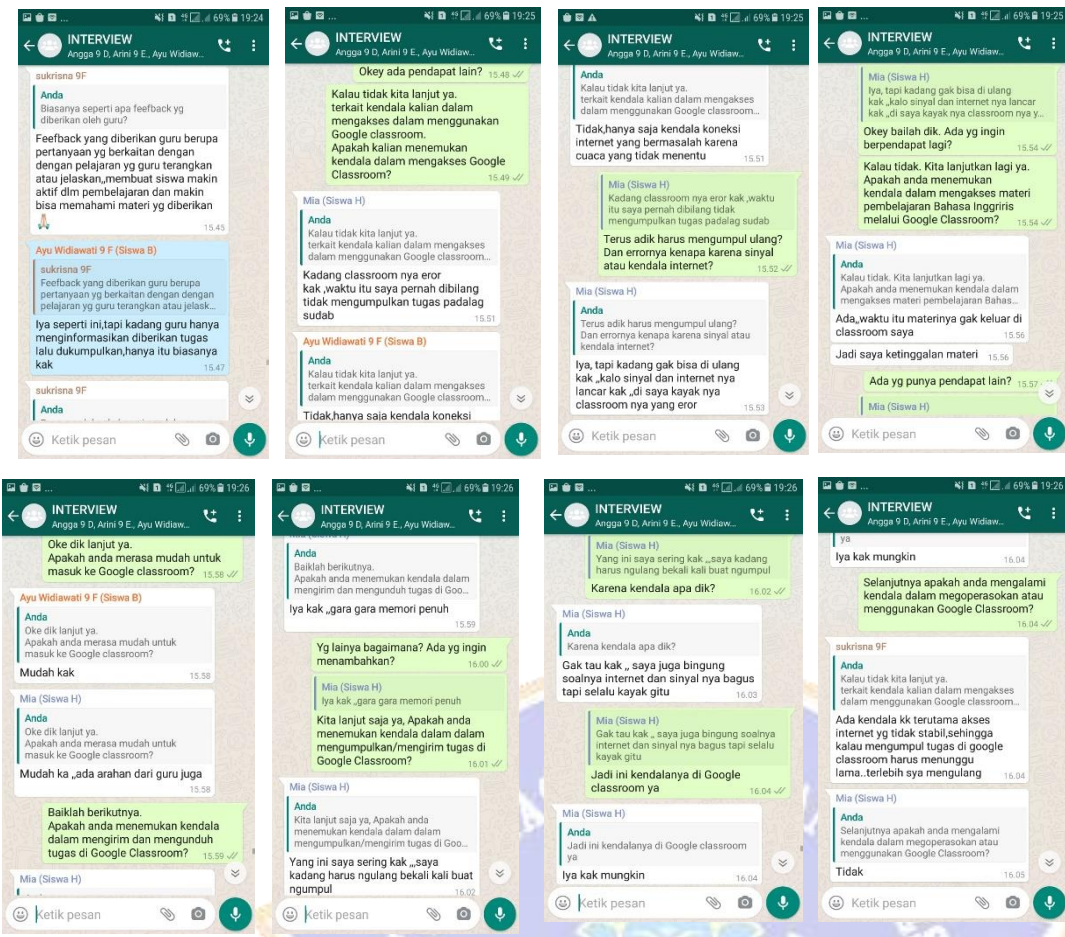 19:24
69%
INTERVIEW
Angga 9 D, Arini 9 E., Ayu Widiaw...
sukrisna 9F
Anda
Biasanya seperti apa feefback yg
diberikan oleh guru?
Feefback yang diberikan guru berupa
pertanyaan yg berkaitan dengan
dengan pelajaran yg guru terangkan
atau jelaskan,,membuat siswa makin
aktif dlm pembelajaran dan makin
bisa memahami materi yg diberikan
15.45
Ayu Widiawati 9 F (Siswa B)
sukrisna 9F
Feefback yang diberikan guru berupa
pertanyaan yg berkaitan dengan dengan
pelajaran yg guru terangkan atau jelask...
Iya seperti ini,tapi kadang guru hanya
menginformasikan diberikan tugas
lalu dukumpulkan,hanya itu biasanya
kak
15.47
sukrisna 9F
Anda
Ketik pesan
69% 19:25
INTERVIEW
Angga 9 D, Arini 9 E., Ayu Widiaw...
Okey ada pendapat lain? 15.48
Kalau tidak kita lanjut ya.
terkait kendala kalian dalam
mengakses dalam menggunakan
Google classroom.
Apakah kalian menemukan
kendala dalam mengakses Google
Classroom? 15.49
Mia (Siswa H)
Anda
Kalau tidak kita lanjut ya.
terkait kendala kalian dalam mengakses
dalam menggunakan Google classroom...
Kadang classroom nya eror
kak ,waktu itu saya pernah dibilang
tidak mengumpulkan tugas padalag
sudab 15.51
Ayu Widiawati 9 F (Siswa B)
Anda
Kalau tidak kita lanjut ya.
terkait kendala kalian dalam mengakses
dalam menggunakan Google classroom...
Tidak,hanya saja kendala koneksi
Ketik pesan
69% 19:25
INTERVIEW
Angga 9 D, Arini 9 E., Ayu Widiaw...
Anda
Kalau tidak kita lanjut ya.
terkait kendala kalian dalam mengakses
dalam menggunakan Google classroom...
Tidak,hanya saja kendala koneksi
internet yang bermasalah karena
cuaca yang tidak menentu 15.51
Mia (Siswa H)
Kadang classroom nya eror kak ,waktu
itu saya pernah dibilang tidak
mengumpulkan tugas padalag sudab
Terus adik harus mengumpul ulang?
Dan errornya kenapa karena sinyal
atau kendala internet? 15.52
Mia (Siswa H)
Anda
Terus adik harus mengumpul ulang?
Dan errornya kenapa karena sinyal atau
kendala internet?
Iya, tapi kadang gak bisa di ulang
kak ,,kalo sinyal dan internet nya
lancar kak ,,di saya kayak nya
classroom nya yang eror 15.53
Ketik pesan
69% 19:25
INTERVIEW
Angga 9 D, Arini 9 E., Ayu Widiaw...
Mia (Siswa H)
Iya, tapi kadang gak bisa di ulang
kak ,,kalo sinyal dan internet nya lancar
kak ,,di saya kayak nya classroom nya y...
Okey bailah dik. Ada yg ingin
berpendapat lagi? 15.54
Kalau tidak. Kita lanjutkan lagi ya.
Apakah anda menemukan
kendala dalam mengakses materi
pembelajaran Bahasa Inggriris
melalui Google Classroom? 15.54
Mia (Siswa H)
Anda
Kalau tidak. Kita lanjutkan lagi ya.
Apakah anda menemukan kendala dalam
mengakses materi pembelajaran Bahas...
Ada,,waktu itu materinya gak keluar di
classroom saya 15.56
Jadi saya ketinggalan materi 15.56
Ada yg punya pendapat lain? 15.57
Mia (Siswa H)
Ketik pesan
69% 19:26
INTERVIEW
Angga 9 D, Arini 9 E., Ayu Widiaw...
Oke dik lanjut ya.
Apakah anda merasa mudah untuk
masuk ke Google classroom? 15.58
Ayu Widiawati 9 F (Siswa B)
Anda
Oke dik lanjut ya.
Apakah anda merasa mudah untuk
masuk ke Google classroom?
Mudah kak 15.58
Mia (Siswa H)
Anda
Oke dik lanjut ya.
Apakah anda merasa mudah untuk
masuk ke Google classroom?
Mudah ka ,,ada arahan dari guru juga
15.58
Baiklah berikutnya.
Apakah anda menemukan kendala
dalam mengirim dan mengunduh
tugas di Google Classroom? 15.59
Mia (Siswa H)
Ketik pesan
69% 19:26
INTERVIEW
Angga 9 D, Arini 9 E., Ayu Widiaw...
Anda
Baiklah berikutnya.
Apakah anda menemukan kendala dalam
mengirim dan mengunduh tugas di Goo...
Iya kak ,,gara gara memori penuh
15.59
Yg lainya bagaimana? Ada yg ingin
menambahkan? 16.00
Mia (Siswa H)
Iya kak ,,gara gara memori penuh
Kita lanjut saja ya, Apakah anda
menemukan kendala dalam dalam
mengumpulkan/mengirim tugas di
Google Classroom? 16.01
Mia (Siswa H)
Anda
Kita lanjut saja ya, Apakah anda
menemukan kendala dalam dalam
mengumpulkan/mengirim tugas di Goo...
Yang ini saya sering kak ,,,saya
kadang harus ngulang bekali kali buat
ngumpul 16.02
Ketik pesan
69% 19:26
INTERVIEW
Angga 9 D, Arini 9 E., Ayu Widiaw...
Mia (Siswa H)
Yang ini saya sering kak ,,,saya kadang
harus ngulang bekali kali buat ngumpul
Karena kendala apa dik? 16.02
Mia (Siswa H)
Anda
Karena kendala apa dik?
Gak tau kak ,, saya juga bingung
soalnya internet dan sinyal nya bagus
tapi selalu kayak gitu 16.03
Mia (Siswa H)
Gak tau kak ,, saya juga bingung soalnya
internet dan sinyal nya bagus tapi selalu
kayak gitu
Jadi ini kendalanya di Google
classroom ya 16.04
Mia (Siswa H)
Anda
Jadi ini kendalanya di Google classroom
ya
Iya kak mungkin 16.04
Ketik pesan
69% 19:26
INTERVIEW
Angga 9 D, Arini 9 E., Ayu Widiaw...
ya
Iya kak mungkin 16.04
Selanjutnya apakah anda mengalami
kendala dalam megoperasokan atau
menggunakan Google Classroom?
16.04
sukrisna 9F
Anda
Kalau tidak kita lanjut ya.
terkait kendala kalian dalam mengakses
dalam menggunakan Google classroom...
Ada kendala kk terutama akses
internet yg tidak stabil,sehingga
kalau mengumpul tugas di google
classroom harus menunggu
lama..terlebih sya mengulang 16.04
Mia (Siswa H)
Anda
Selanjutnya apakah anda mengalami
kendala dalam megoperasokan atau
menggunakan Google Classroom?
Tidak 16.05
Ketik pesan